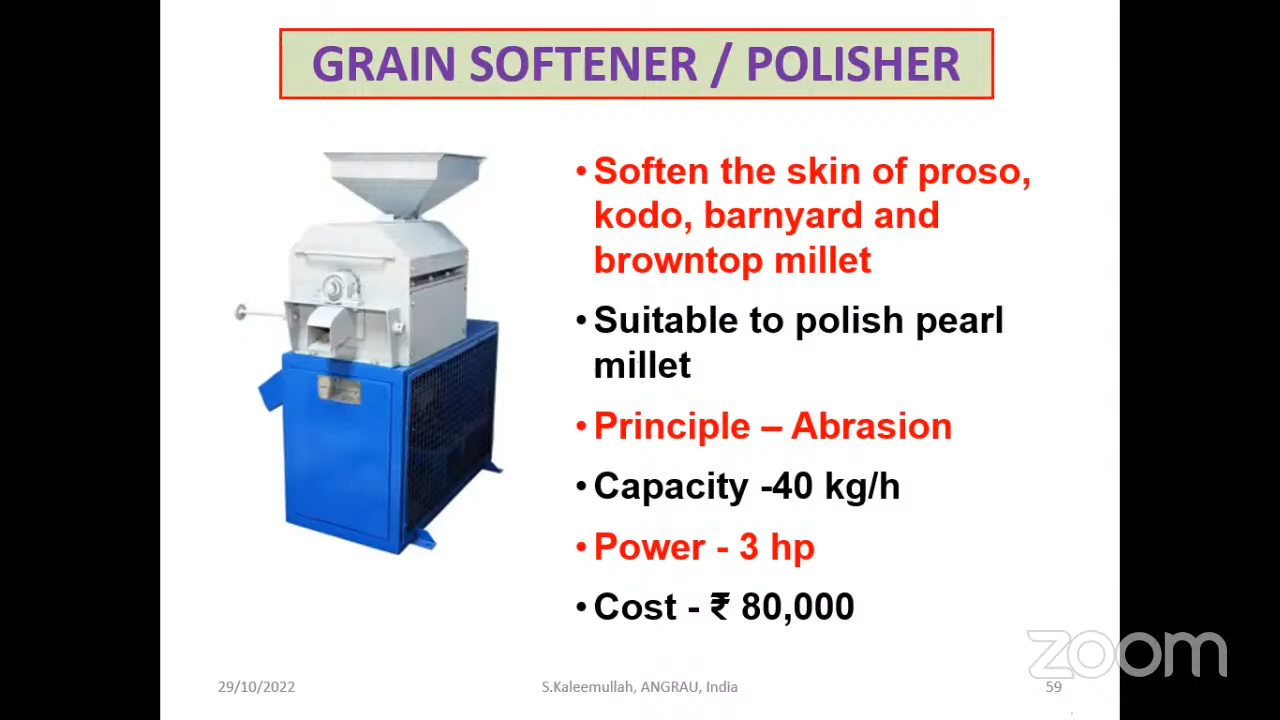 GRAIN SOFTENER / POLISHER
•Soften the skin of proso,
kodo, barnyard and
browntop millet
•Suitable to polish pearl
millet
•Principle – Abrasion
•Capacity -40 kg/h
•Power - 3 hp
•Cost - ₹ 80,000
zoom
29/10/2022
S.Kaleemullah, ANGRAU, India
59